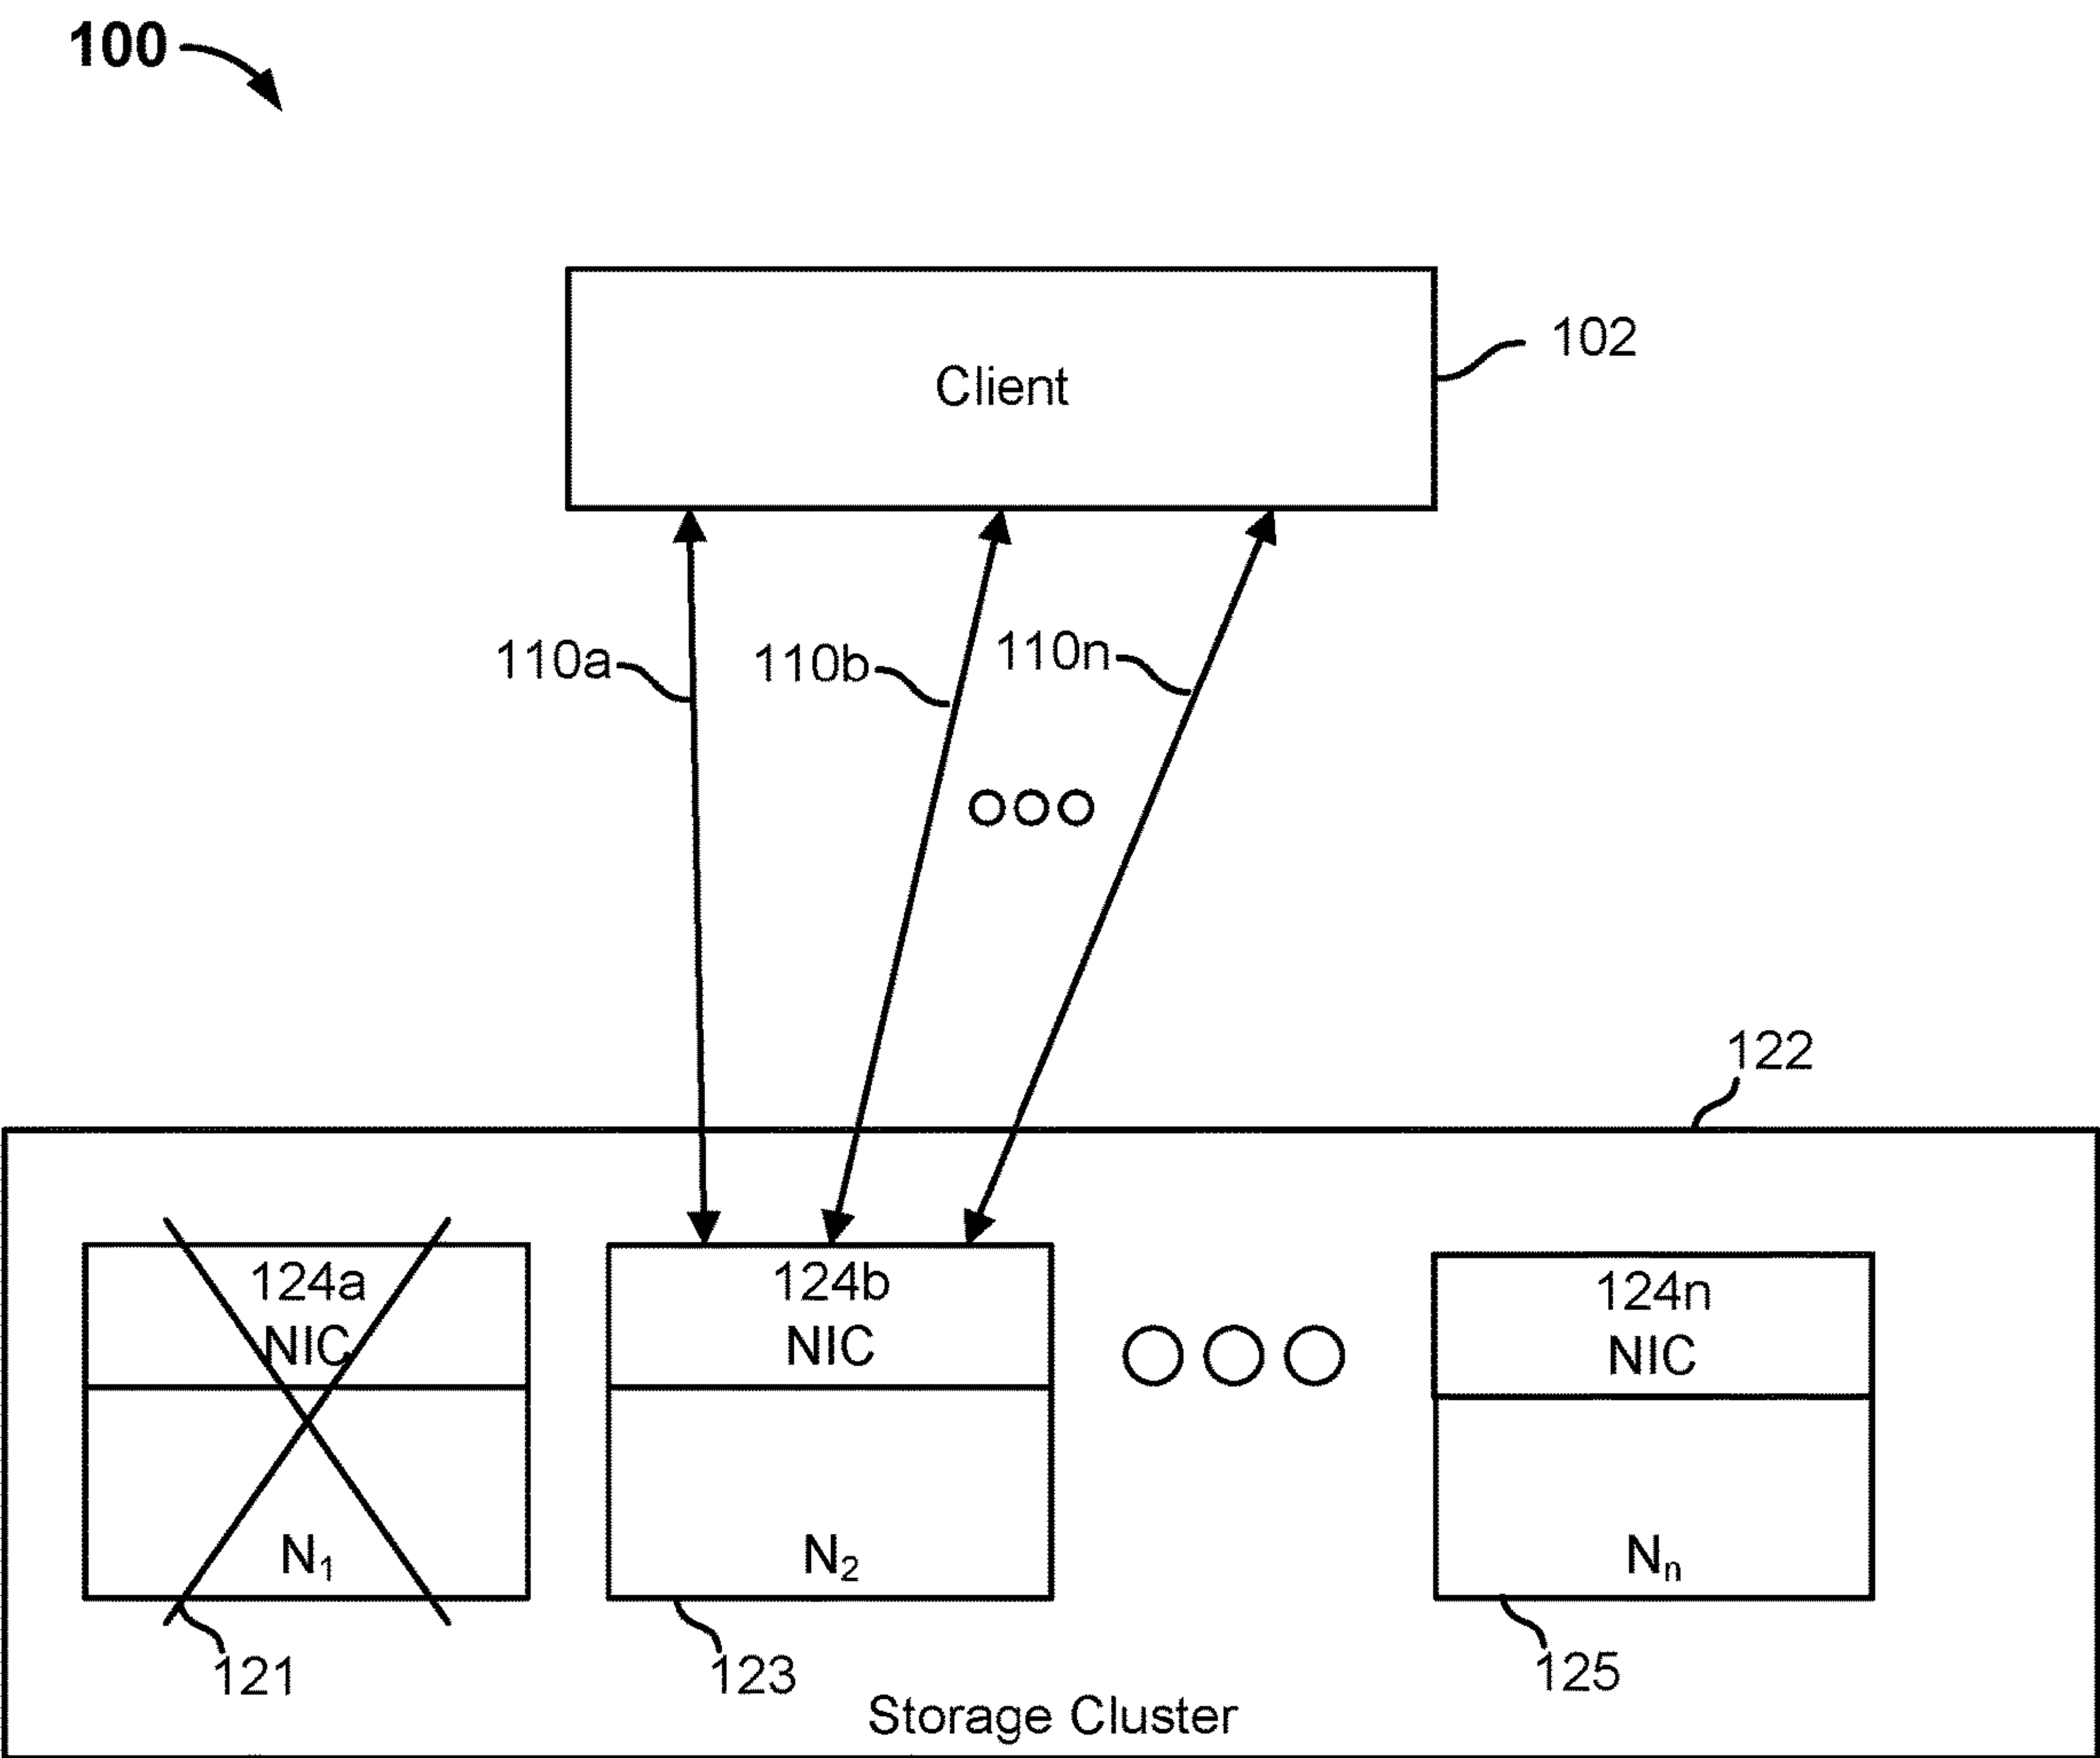 100
Client
102
110a
110b
110n
122
124a
NIC
N₁
121
124b
NIC
N₂
123
124n
NIC
Nₙ
125
Storage Cluster